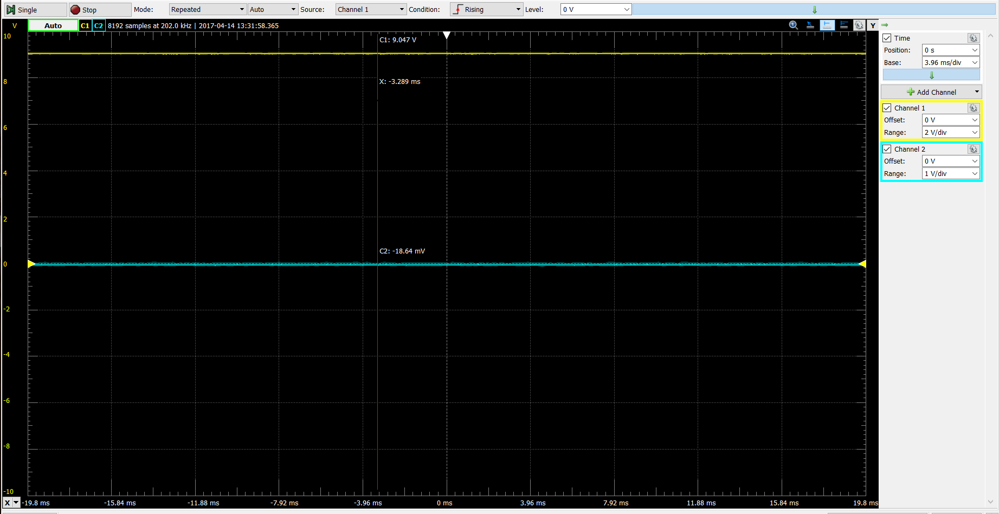 Single Stop Mode: Repeated Auto Source: Channel 1 Condition: Rising Level: 0 V
V Auto C1 C2 8192 samples at 202.0 kHz | 2017-04-14 13:31:58.365 Y
10
8
6
4
2
0
-2
-4
-6
-8
-10
C1: 9.047 V
X: -3.289 ms
C2: -18.64 mV
X -19.8 ms -15.84 ms -11.88 ms -7.92 ms -3.96 ms 0 ms 3.96 ms 7.92 ms 11.88 ms 15.84 ms 19.8 ms
Time
Position: 0 s
Base: 3.96 ms/div
Add Channel
Channel 1
Offset: 0 V
Range: 2 V/div
Channel 2
Offset: 0 V
Range: 1 V/div